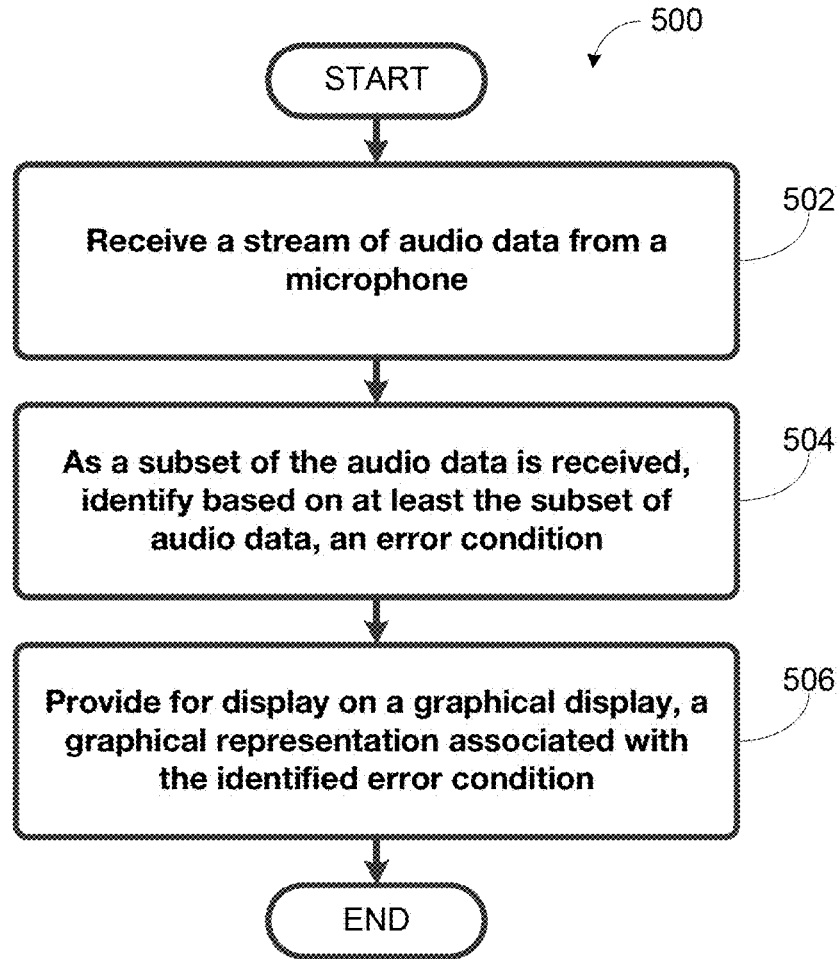 500
START
Receive a stream of audio data from a
microphone
502
As a subset of the audio data is received,
identify based on at least the subset of
audio data, an error condition
504
Provide for display on a graphical display, a
graphical representation associated with
the identified error condition
506
END